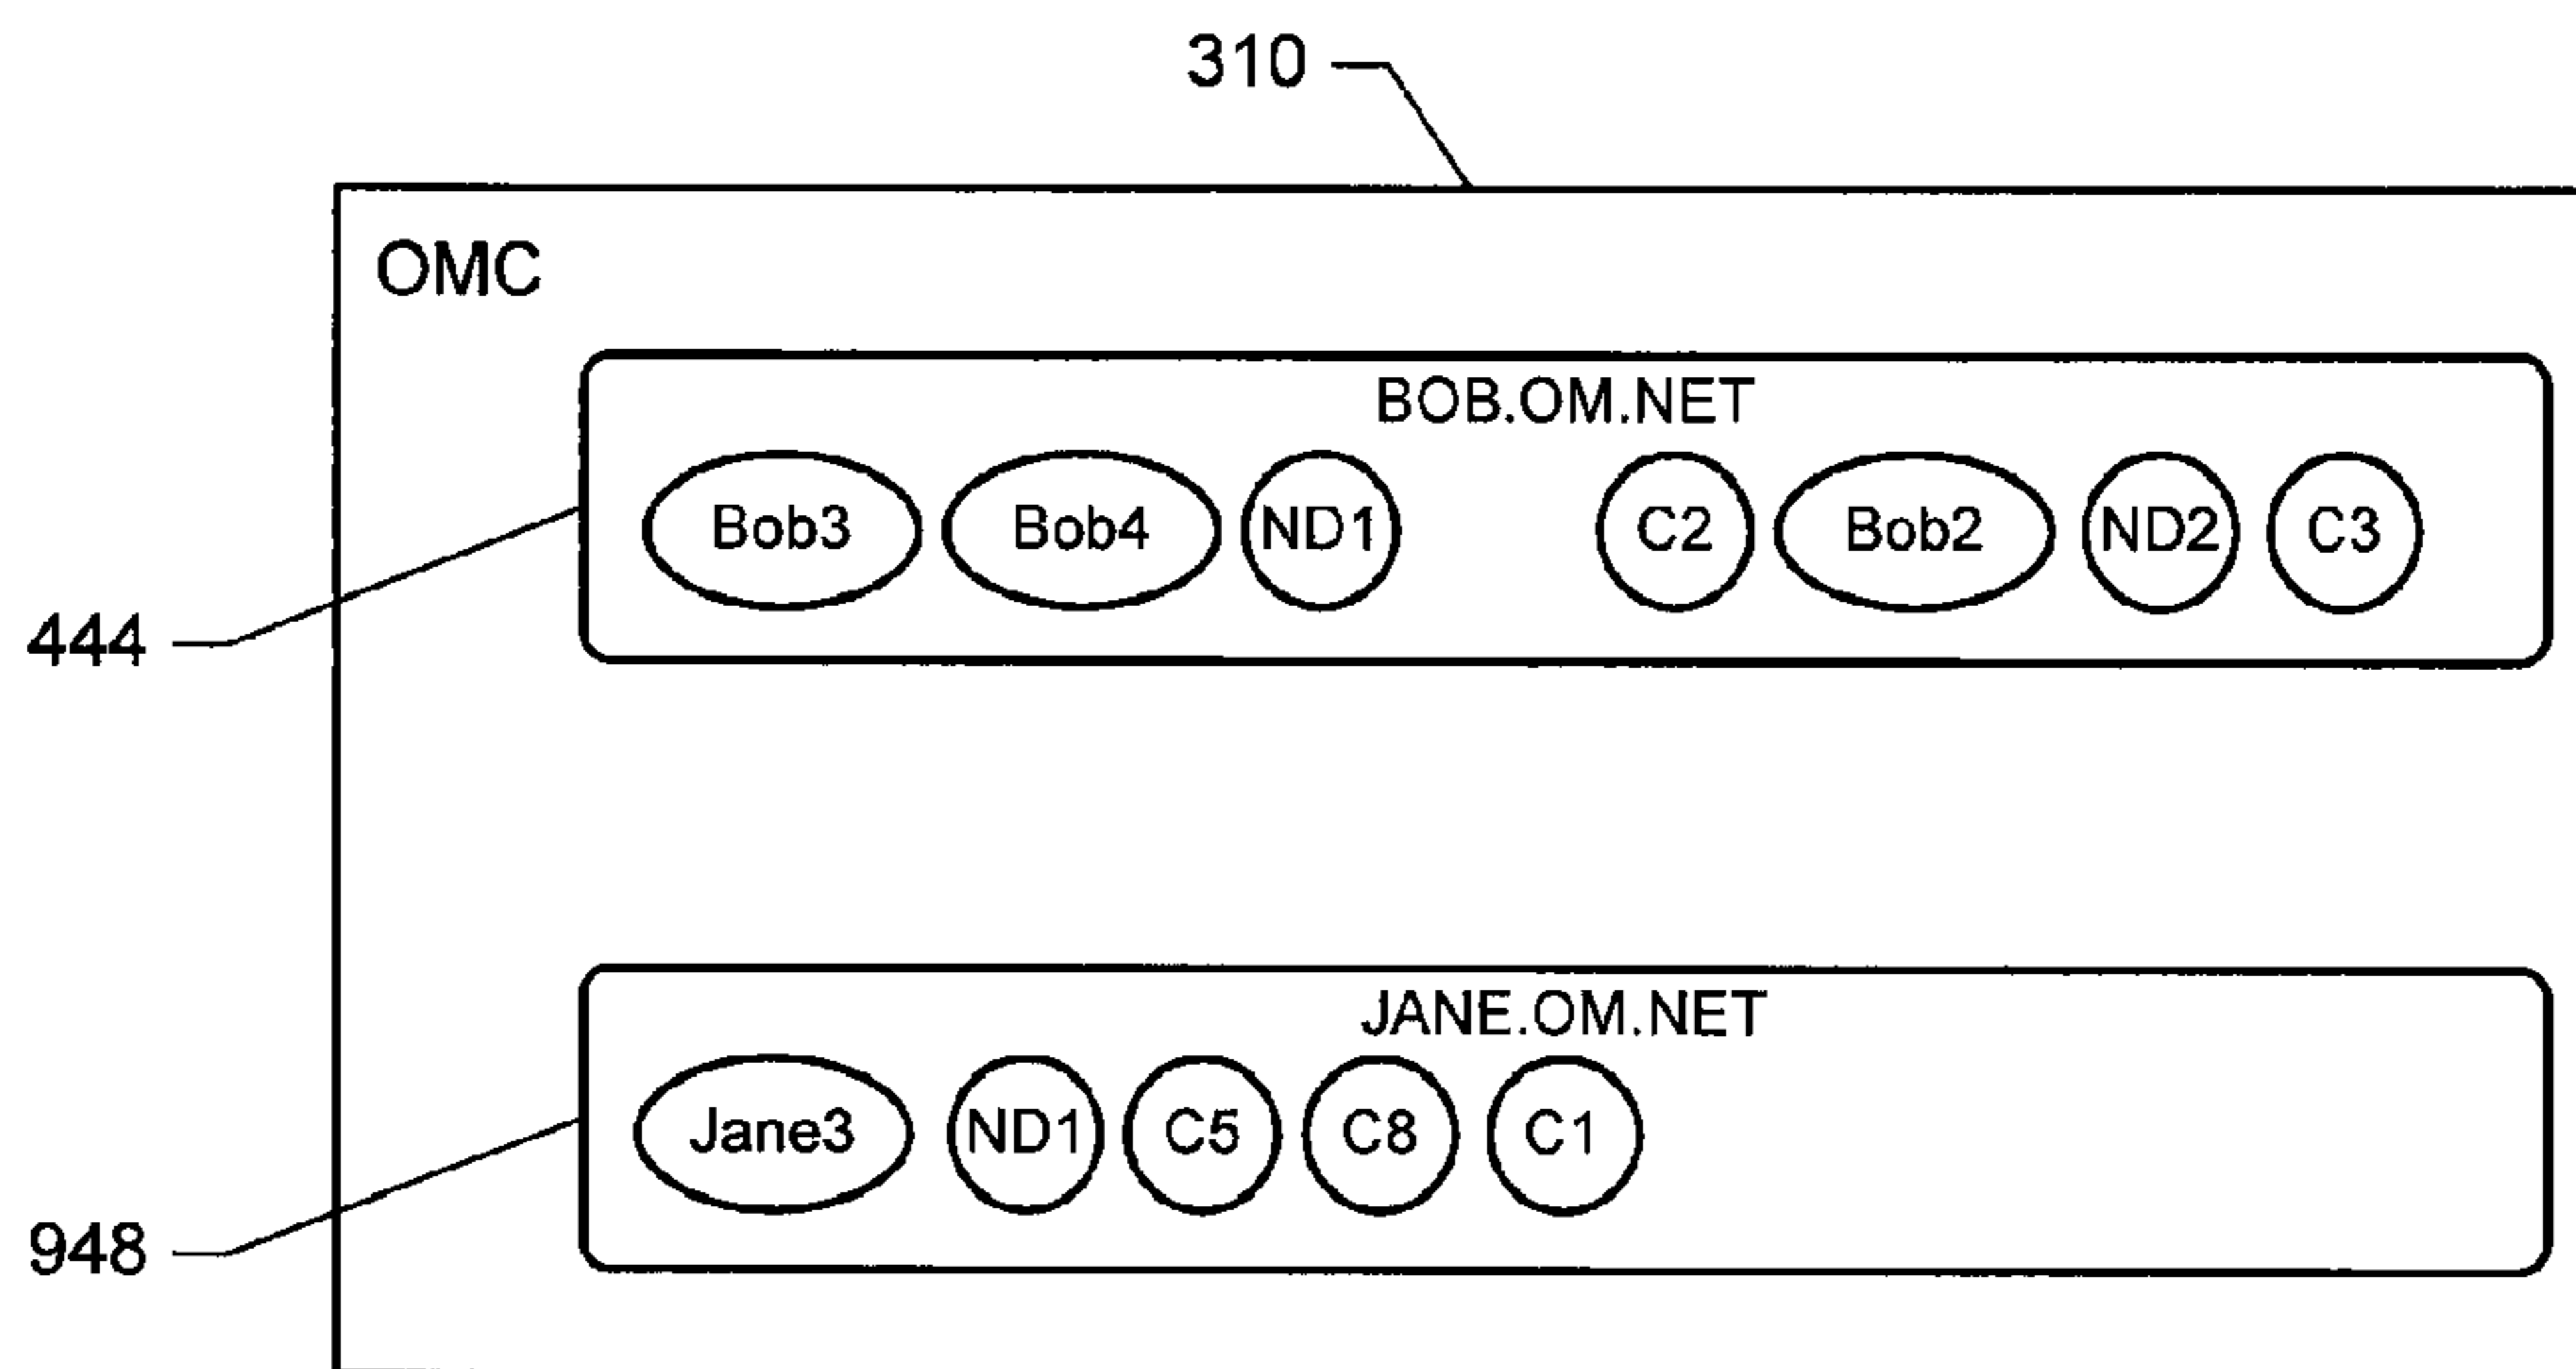 310
OMC
BOB.OM.NET
Bob3 Bob4 ND1 C2 Bob2 ND2 C3
444
JANE.OM.NET
Jane3 ND1 C5 C8 C1
948